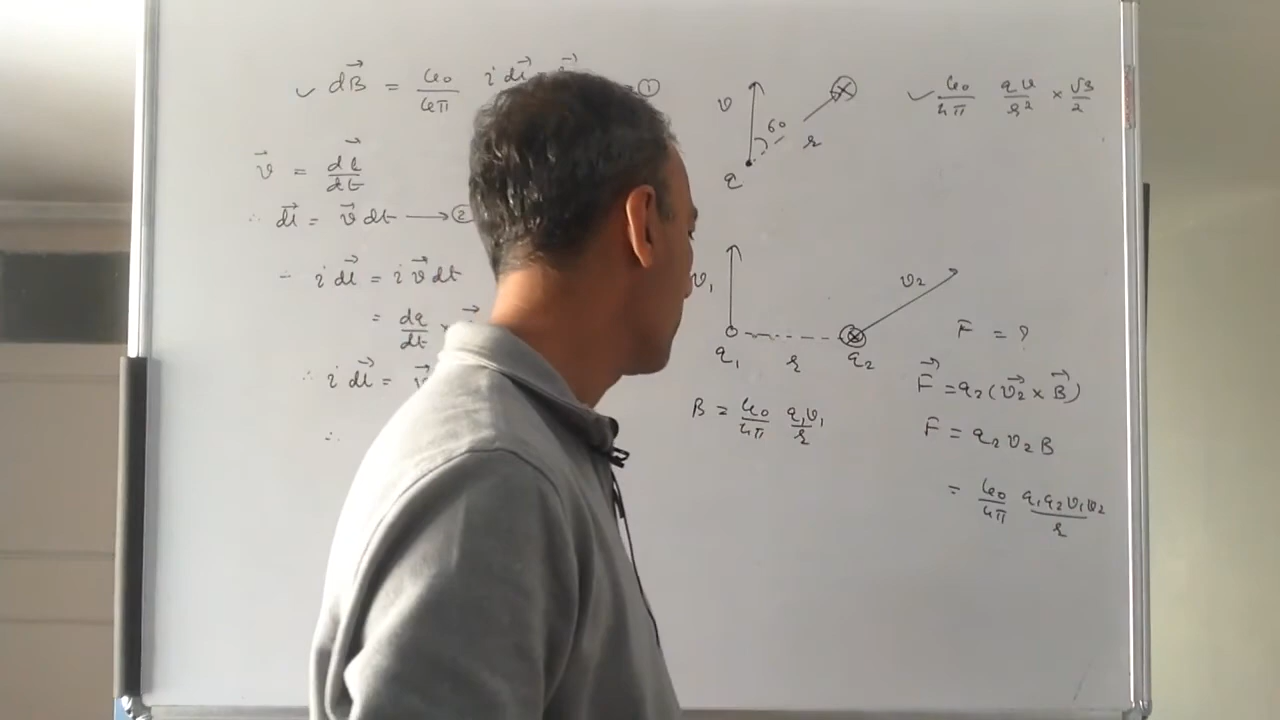 ✓ dB⃗ = μ₀/4π i dl⃗ ①
v⃗ = dl⃗/dt
∴ dl⃗ = v⃗ dt ⟶ ②
∴ i dl⃗ = i v⃗ dt
= dq/dt ×
∴ i dl⃗ = v⃗
∴
v
60
r
q
✓ μ₀/4π qv/r² × √3/2
v₁
v₂
q₁ r q₂
B = μ₀/4π q₁v₁/r
F = ?
F⃗ = q₂(v⃗₂ × B⃗)
F = q₂v₂B
= μ₀/4π q₁q₂v₁v₂/r